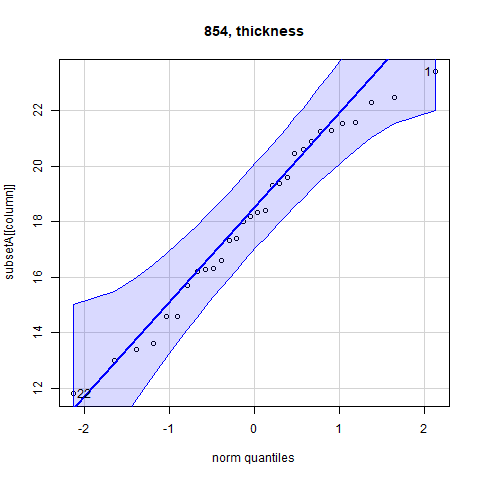 854, thickness
subsetA[[column]]
22
20
18
16
14
12
1
22
-2 -1 0 1 2
norm quantiles